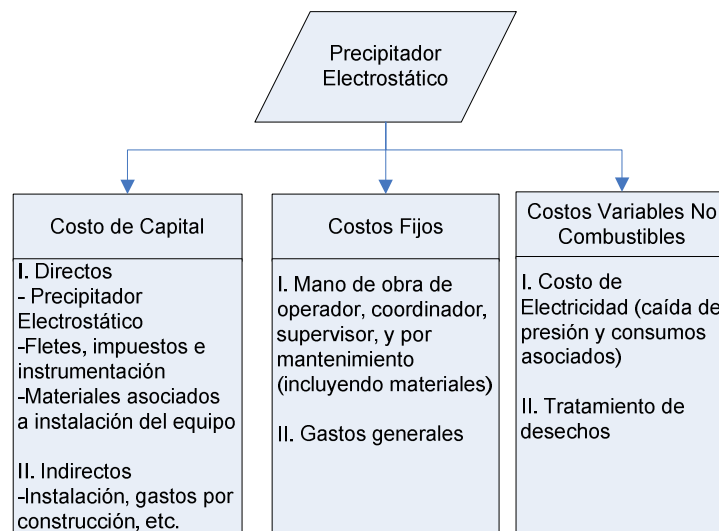 Precipitador
Electrostático
Costo de Capital
I. Directos
- Precipitador
Electrostático
-Fletes, impuestos e
instrumentación
-Materiales asociados
a instalación del equipo
II. Indirectos
-Instalación, gastos por
construcción, etc.
Costos Fijos
I. Mano de obra de
operador, coordinador,
supervisor, y por
mantenimiento
(incluyendo materiales)
II. Gastos generales
Costos Variables No
Combustibles
I. Costo de
Electricidad (caída de
presión y consumos
asociados)
II. Tratamiento de
desechos